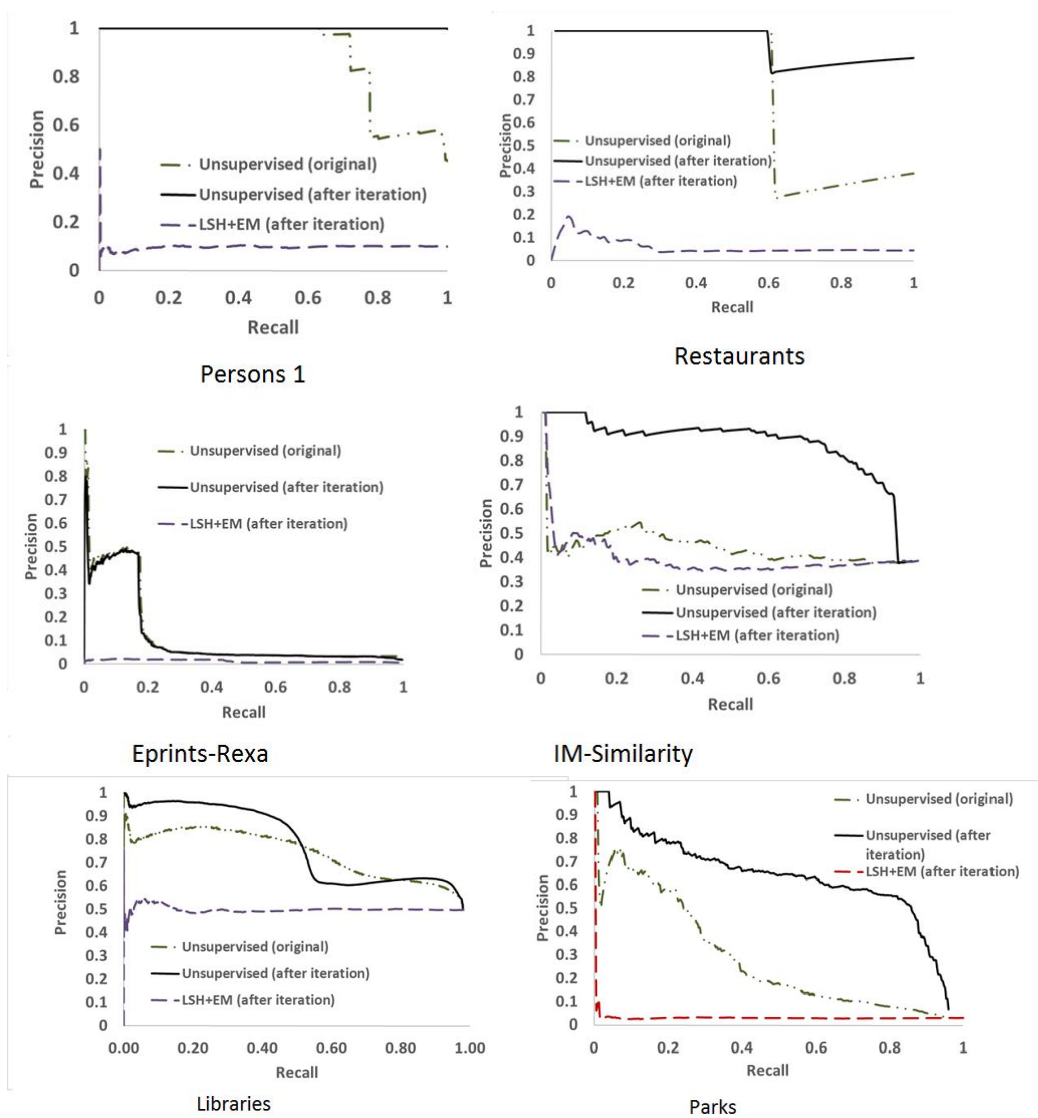 1
0.8
0.6
0.4
0.2
0
Precision
Unsupervised (original)
Unsupervised (after iteration)
LSH+EM (after iteration)
0 0.2 0.4 0.6 0.8 1
Recall
Persons 1
1
0.9
0.8
0.7
0.6
0.5
0.4
0.3
0.2
0.1
0
Precision
Unsupervised (original)
Unsupervised (after iteration)
LSH+EM (after iteration)
0 0.2 0.4 0.6 0.8 1
Recall
Restaurants
1
0.9
0.8
0.7
0.6
0.5
0.4
0.3
0.2
0.1
0
Precision
Unsupervised (original)
Unsupervised (after iteration)
LSH+EM (after iteration)
0 0.2 0.4 0.6 0.8 1
Recall
Eprints-Rexa
1
0.9
0.8
0.7
0.6
0.5
0.4
0.3
0.2
0.1
0
Precision
Unsupervised (original)
Unsupervised (after iteration)
LSH+EM (after iteration)
0 0.2 0.4 0.6 0.8 1
Recall
IM-Similarity
1
0.9
0.8
0.7
0.6
0.5
0.4
0.3
0.2
0.1
0
Precision
Unsupervised (original)
Unsupervised (after iteration)
LSH+EM (after iteration)
0.00 0.20 0.40 0.60 0.80 1.00
Recall
Libraries
1
0.9
0.8
0.7
0.6
0.5
0.4
0.3
0.2
0.1
0
Precision
Unsupervised (original)
Unsupervised (after
iteration)
LSH+EM (after iteration)
0 0.2 0.4 0.6 0.8 1
Recall
Parks